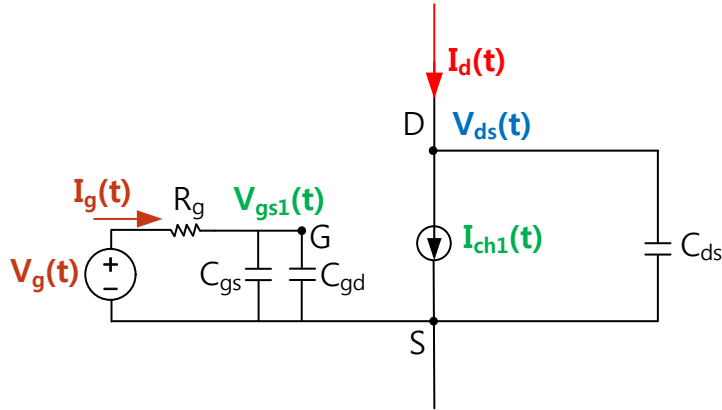 I_d(t)
D
V_ds(t)
I_g(t)
R_g
V_gs1(t)
G
I_ch1(t)
V_g(t)
+
−
C_gs
C_gd
C_ds
S